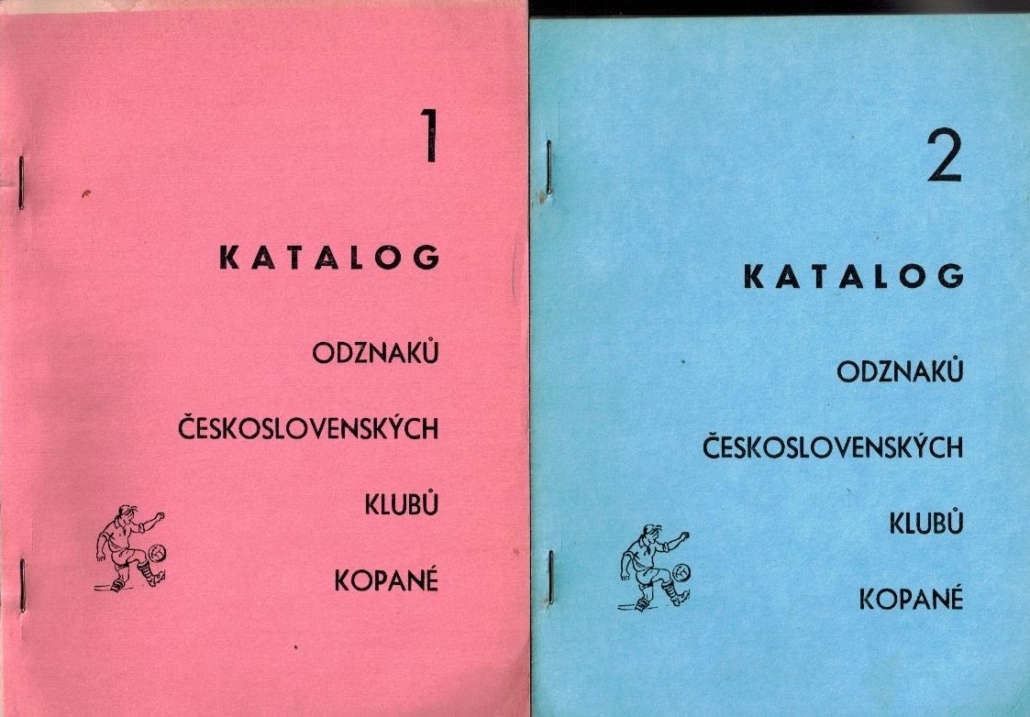 1
KATALOG
ODZNAKŮ
ČESKOSLOVENSKÝCH
KLUBŮ
KOPANÉ
2
KATALOG
ODZNAKŮ
ČESKOSLOVENSKÝCH
KLUBŮ
KOPANÉ